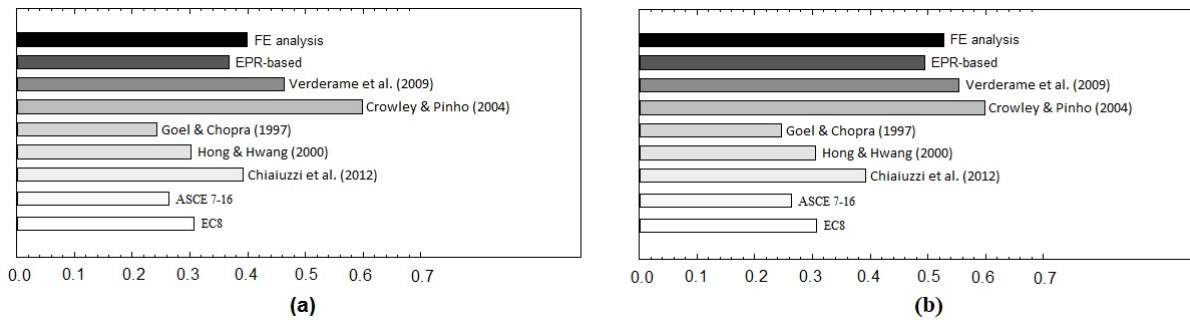 FE analysis
EPR-based
Verderame et al. (2009)
Crowley & Pinho (2004)
Goel & Chopra (1997)
Hong & Hwang (2000)
Chiaiuzzi et al. (2012)
ASCE 7-16
EC8
0.0 0.1 0.2 0.3 0.4 0.5 0.6 0.7
(a)
FE analysis
EPR-based
Verderame et al. (2009)
Crowley & Pinho (2004)
Goel & Chopra (1997)
Hong & Hwang (2000)
Chiaiuzzi et al. (2012)
ASCE 7-16
EC8
0.0 0.1 0.2 0.3 0.4 0.5 0.6 0.7
(b)